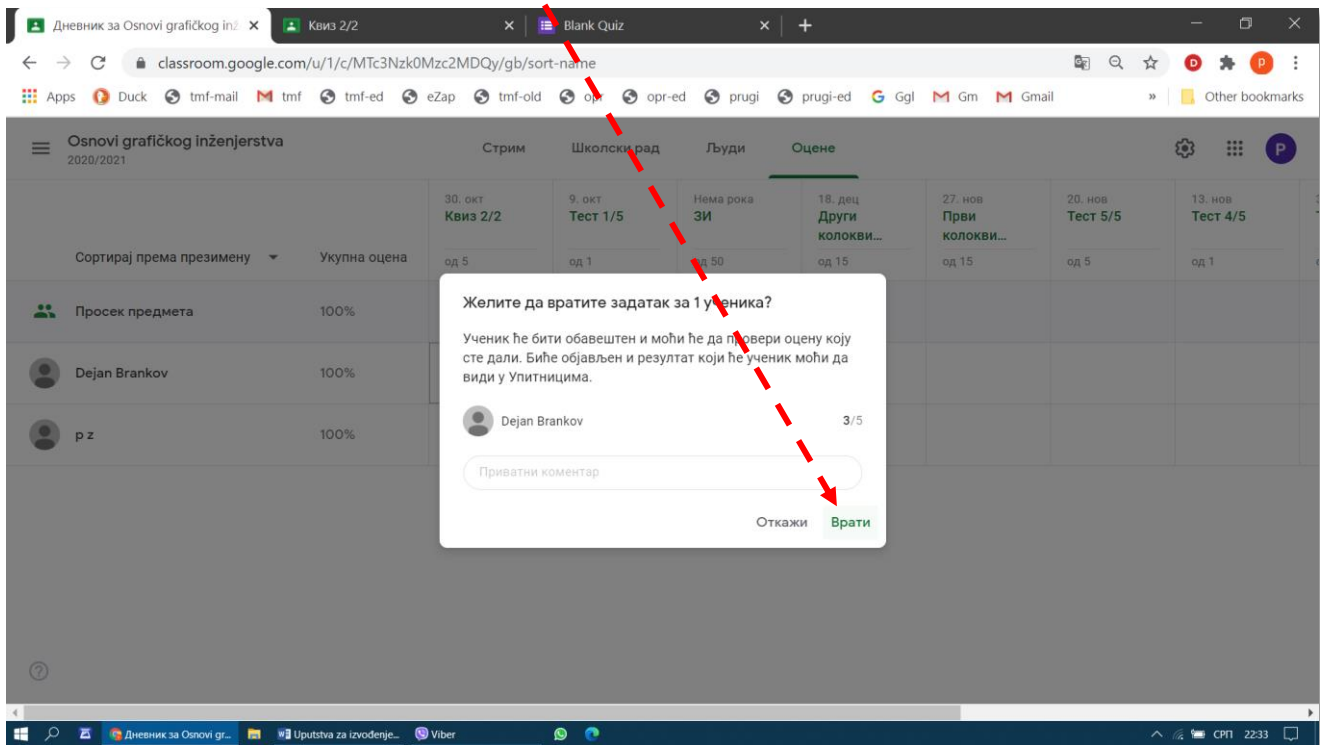 Дневник за Osnovi grafičkog inž
Квиз 2/2
Blank Quiz
classroom.google.com/u/1/c/MTc3Nzk0Mzc2MDQy/gb/sort-name
Apps Duck tmf-mail tmf tmf-ed eZap tmf-old opr opr-ed prugi prugi-ed Ggl Gm Gmail » Other bookmarks
Osnovi grafičkog inženjerstva
2020/2021
Стрим Школски рад Људи Оцене
30. окт 9. окт Нема рока 18. дец 27. нов 20. нов 13. нов
Квиз 2/2 Тест 1/5 ЗИ Други колокви... Први колокви... Тест 5/5 Тест 4/5
Сортирај према презимену Укупна оцена од 5 од 1 од 50 од 15 од 15 од 5 од 1
Просек предмета 100%
Dejan Brankov 100%
p z 100%
Желите да вратите задатак за 1 ученика?
Ученик ће бити обавештен и моћи ће да провери оцену коју
сте дали. Биће објављен и резултат који ће ученик моћи да
види у Упитницима.
Dejan Brankov 3/5
Приватни коментар
Откажи Врати
Дневник за Osnovi gr... Uputstva za izvođenje... Viber СРП 22:33